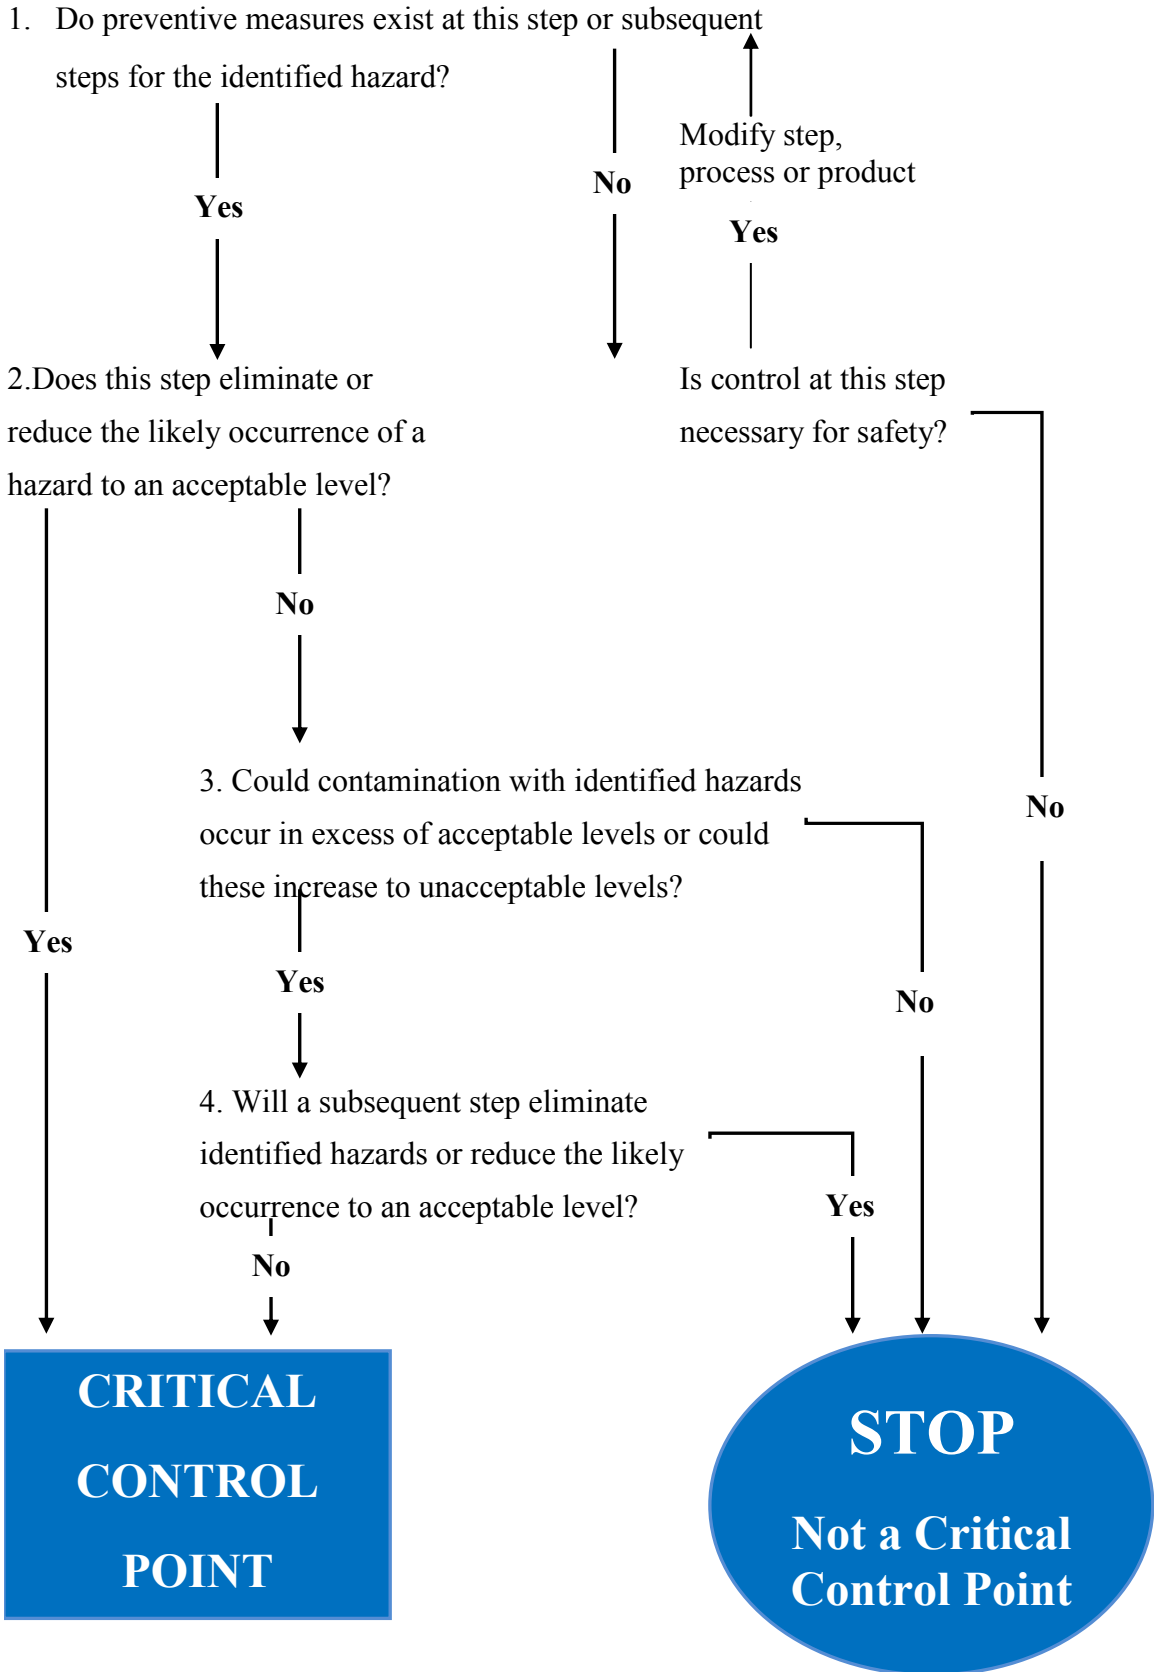 1. Do preventive measures exist at this step or subsequent
steps for the identified hazard?
Modify step,
process or product
No
Yes
Yes
2.Does this step eliminate or
reduce the likely occurrence of a
hazard to an acceptable level?
Is control at this step
necessary for safety?
No
3. Could contamination with identified hazards
occur in excess of acceptable levels or could
these increase to unacceptable levels?
No
Yes
Yes
No
4. Will a subsequent step eliminate
identified hazards or reduce the likely
occurrence to an acceptable level?
Yes
No
CRITICAL
CONTROL
POINT
STOP
Not a Critical
Control Point